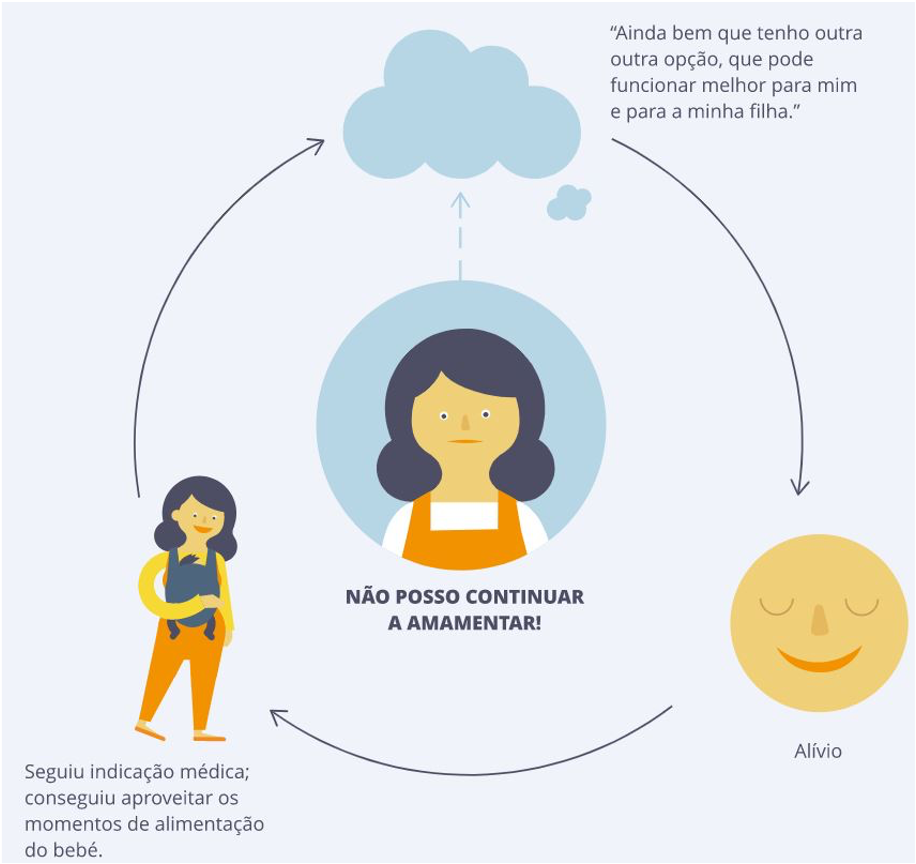 “Ainda bem que tenho outra
outra opção, que pode
funcionar melhor para mim
e para a minha filha.”
NÃO POSSO CONTINUAR
A AMAMENTAR!
Alívio
Seguiu indicação médica;
conseguiu aproveitar os
momentos de alimentação
do bebé.